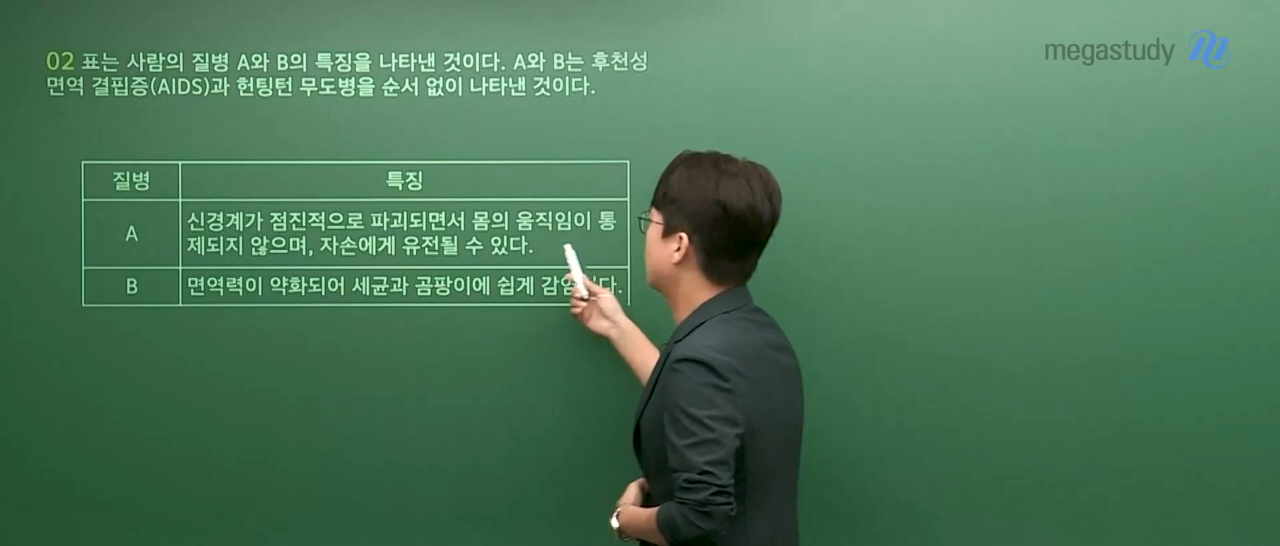 megastudy
02 표는 사람의 질병 A와 B의 특징을 나타낸 것이다. A와 B는 후천성
면역 결핍증(AIDS)과 헌팅턴 무도병을 순서 없이 나타낸 것이다.
질병 특징
A 신경계가 점진적으로 파괴되면서 몸의 움직임이 통
제되지 않으며, 자손에게 유전될 수 있다.
B 면역력이 약화되어 세균과 곰팡이에 쉽게